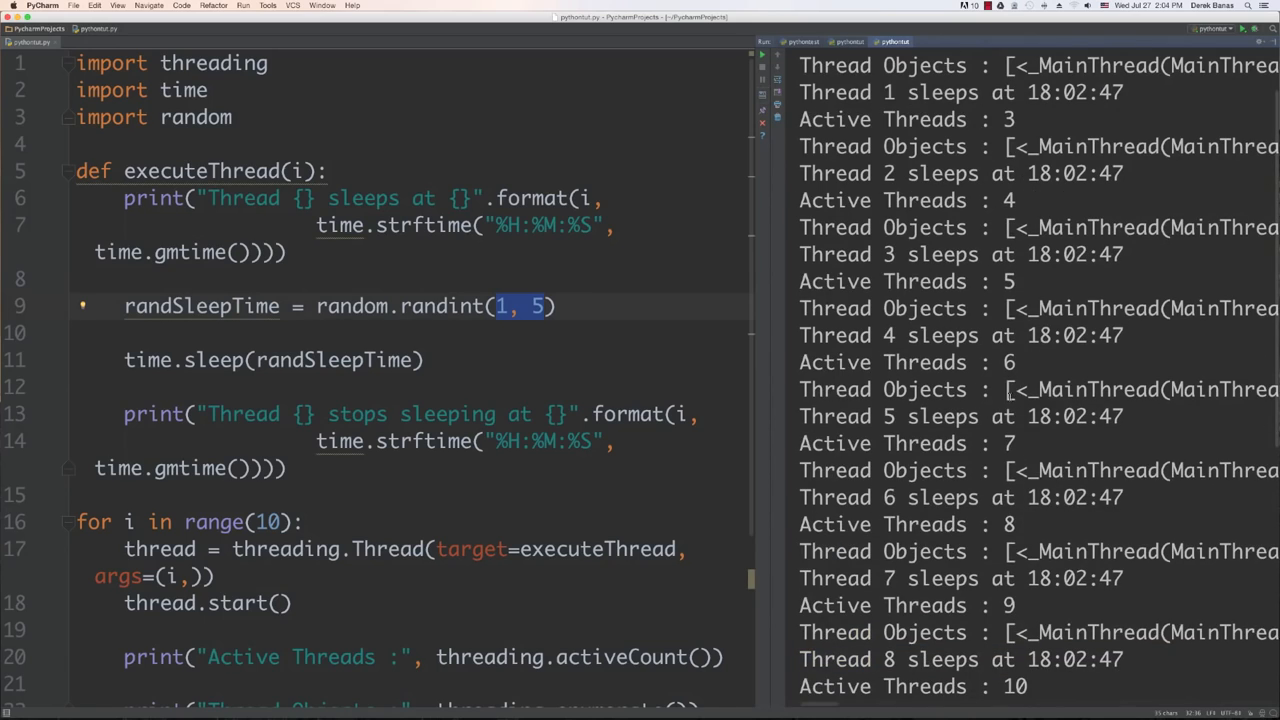 PyCharm File Edit View Navigate Code Refactor Run Tools VCS Window Help
10 Wed Jul 27 2:04 PM Derek Banas
pythontut.py - PycharmProjects - [~/PycharmProjects]
PycharmProjects pythontut.py
pythontut
pythontut.py
Run: pythontest pythontut pythontut
1 import threading
2 import time
3 import random
4
5 def executeThread(i):
6 print("Thread {} sleeps at {}".format(i,
7 time.strftime("%H:%M:%S",
time.gmtime())))
8
9 randSleepTime = random.randint(1, 5)
10
11 time.sleep(randSleepTime)
12
13 print("Thread {} stops sleeping at {}".format(i,
14 time.strftime("%H:%M:%S",
time.gmtime())))
15
16 for i in range(10):
17 thread = threading.Thread(target=executeThread,
args=(i,))
18 thread.start()
19
20 print("Active Threads :", threading.activeCount())
21
Thread Objects : [<_MainThread(MainThrea
Thread 1 sleeps at 18:02:47
Active Threads : 3
Thread Objects : [<_MainThread(MainThrea
Thread 2 sleeps at 18:02:47
Active Threads : 4
Thread Objects : [<_MainThread(MainThrea
Thread 3 sleeps at 18:02:47
Active Threads : 5
Thread Objects : [<_MainThread(MainThrea
Thread 4 sleeps at 18:02:47
Active Threads : 6
Thread Objects : [<_MainThread(MainThrea
Thread 5 sleeps at 18:02:47
Active Threads : 7
Thread Objects : [<_MainThread(MainThrea
Thread 6 sleeps at 18:02:47
Active Threads : 8
Thread Objects : [<_MainThread(MainThrea
Thread 7 sleeps at 18:02:47
Active Threads : 9
Thread Objects : [<_MainThread(MainThrea
Thread 8 sleeps at 18:02:47
Active Threads : 10
35 chars 32:36 LF‡ UTF-8‡